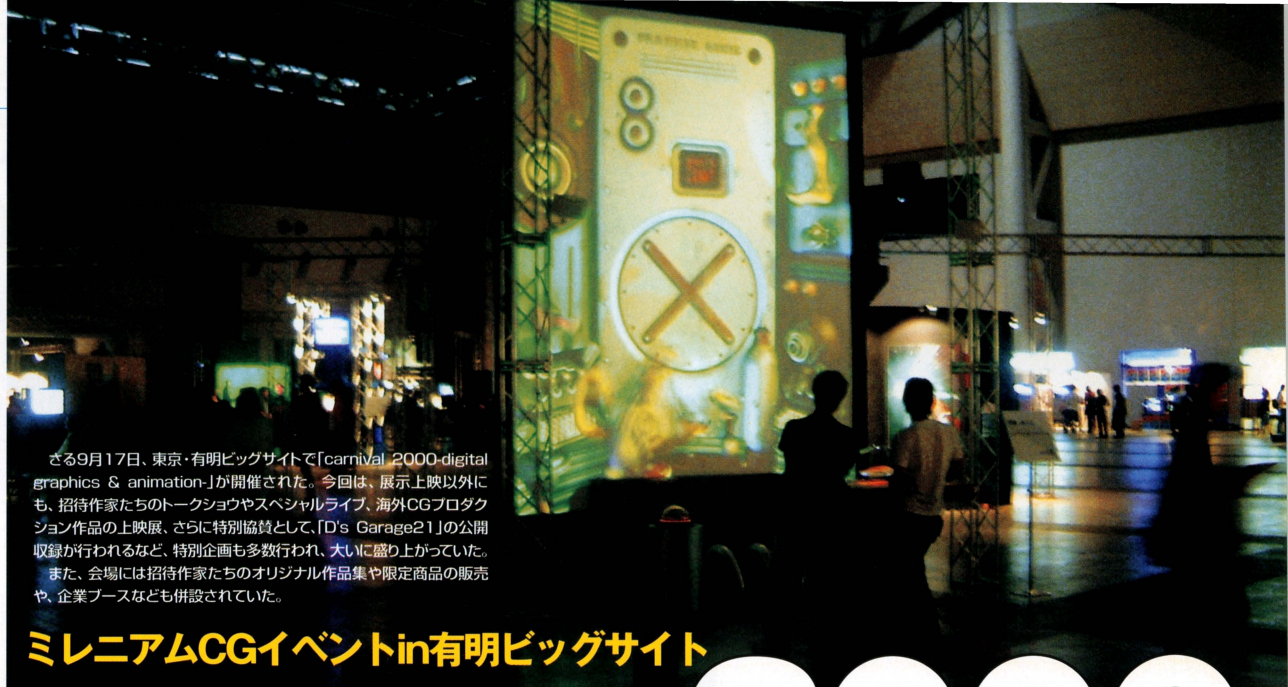 さる9月17日、東京・有明ビッグサイトで「carnival 2000-digital
graphics & animation-」が開催された。今回は、展示上映以外に
も、招待作家たちのトークショウやスペシャルライブ、海外CGプロダク
ション作品の上映展、さらに特別協賛として、「D's Garage21」の公開
収録が行われるなど、特別企画も多数行われ、大いに盛り上がっていた。
また、会場には招待作家たちのオリジナル作品集や限定商品の販売
や、企業ブースなども併設されていた。
ミレニアムCGイベントin有明ビッグサイト